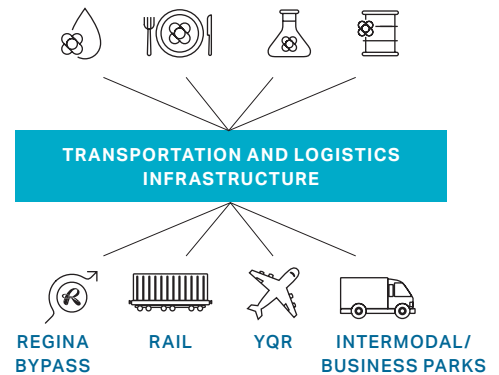 TRANSPORTATION AND LOGISTICS
INFRASTRUCTURE
R
REGINA
BYPASS
RAIL
YQR
INTERMODAL/
BUSINESS PARKS